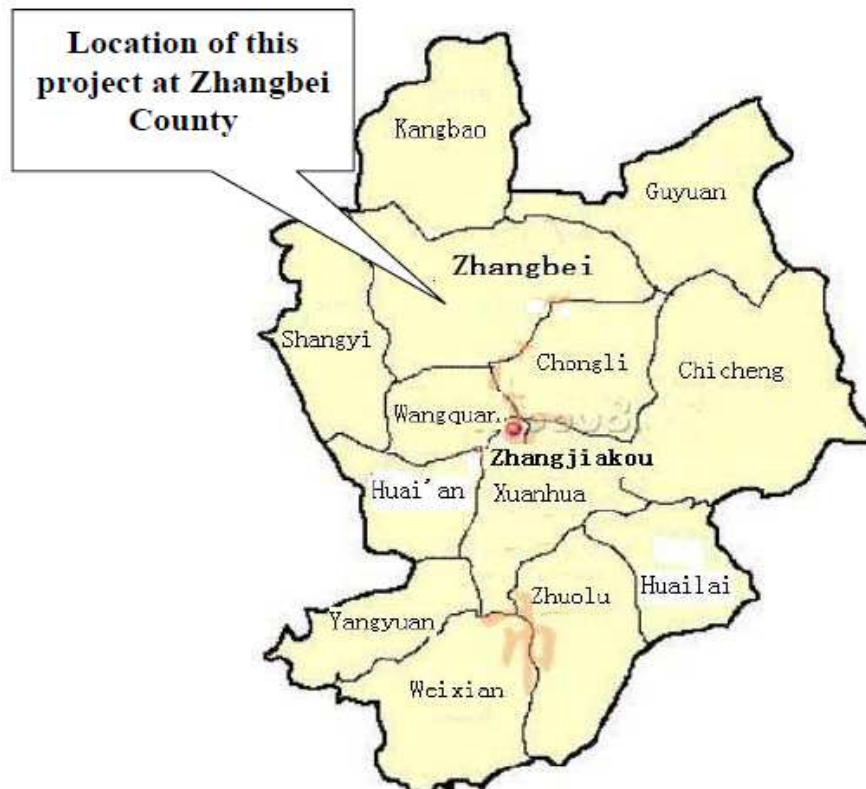 Location of this
project at Zhangbei
County
Kangbao
Guyuan
Zhangbei
Shangyi
Chongli
Chicheng
Wangquan
Zhangjiakou
Huai'an
Xuanhua
Zhuolu
Huailai
Yangyuan
Weixian